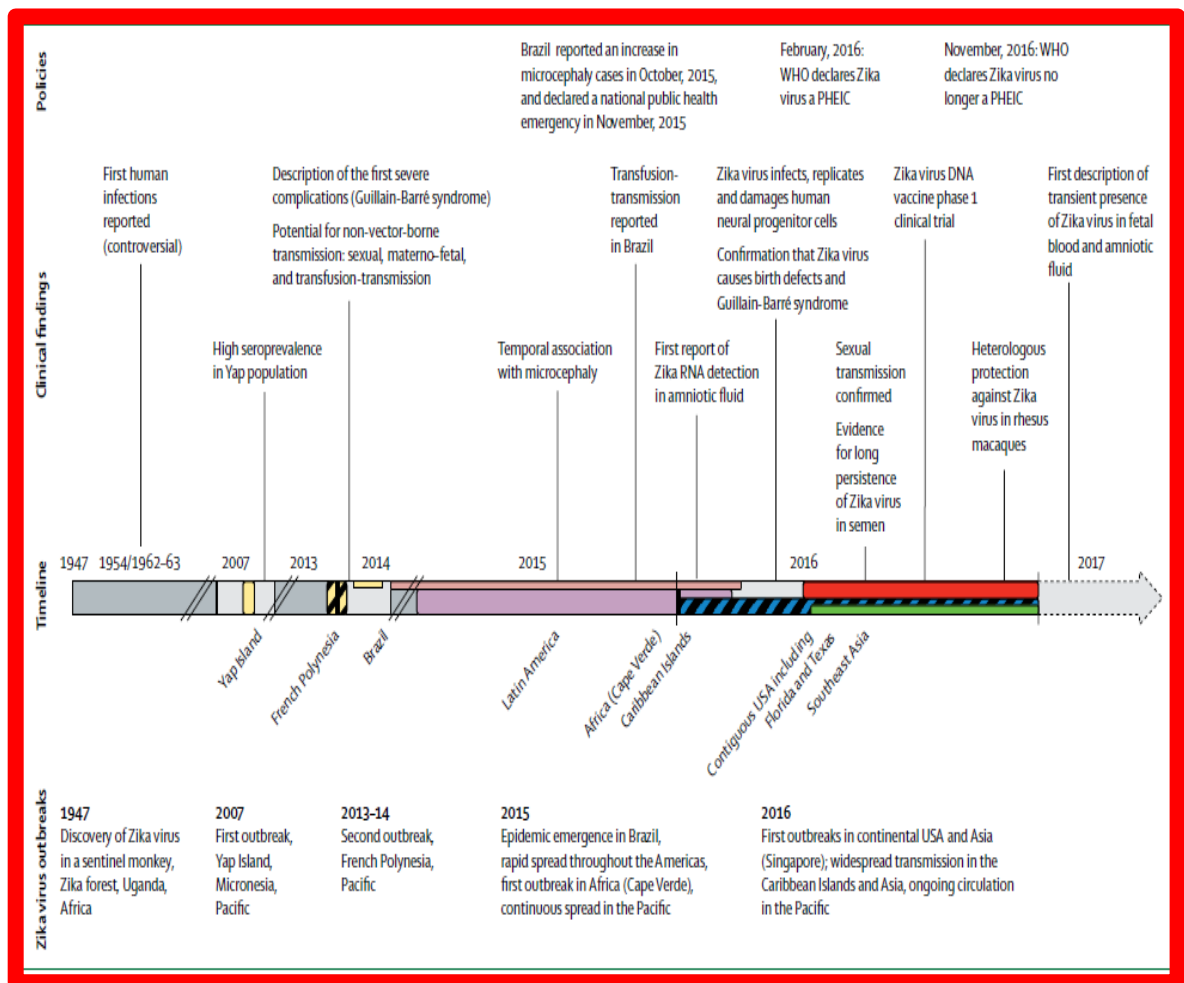 Policies
Brazil reported an increase in
microcephaly cases in October, 2015,
and declared a national public health
emergency in November, 2015
February, 2016:
WHO declares Zika
virus a PHEIC
November, 2016: WHO
declares Zika virus no
longer a PHEIC
Clinical findings
First human
infections
reported
(controversial)
Description of the first severe
complications (Guillain-Barré syndrome)
Potential for non-vector-borne
transmission: sexual, materno-fetal,
and transfusion-transmission
Transfusion-
transmission
reported
in Brazil
Zika virus infects, replicates
and damages human
neural progenitor cells
Confirmation that Zika virus
causes birth defects and
Guillain-Barré syndrome
Zika virus DNA
vaccine phase 1
clinical trial
First description of
transient presence
of Zika virus in fetal
blood and amniotic
fluid
High seroprevalence
in Yap population
Temporal association
with microcephaly
First report of
Zika RNA detection
in amniotic fluid
Sexual
transmission
confirmed
Evidence
for long
persistence
of Zika virus
in semen
Heterologous
protection
against Zika
virus in rhesus
macaques
Timeline
1947 1954/1962–63 2007 2013 2014 2015 2016 2017
Yap Island
French Polynesia
Brazil
Latin America
Africa (Cape Verde)
Caribbean Islands
Contiguous USA including
Florida and Texas
Southeast Asia
Zika virus outbreaks
1947
Discovery of Zika virus
in a sentinel monkey,
Zika forest, Uganda,
Africa
2007
First outbreak,
Yap Island,
Micronesia,
Pacific
2013–14
Second outbreak,
French Polynesia,
Pacific
2015
Epidemic emergence in Brazil,
rapid spread throughout the Americas,
first outbreak in Africa (Cape Verde),
continuous spread in the Pacific
2016
First outbreaks in continental USA and Asia
(Singapore); widespread transmission in the
Caribbean Islands and Asia, ongoing circulation
in the Pacific